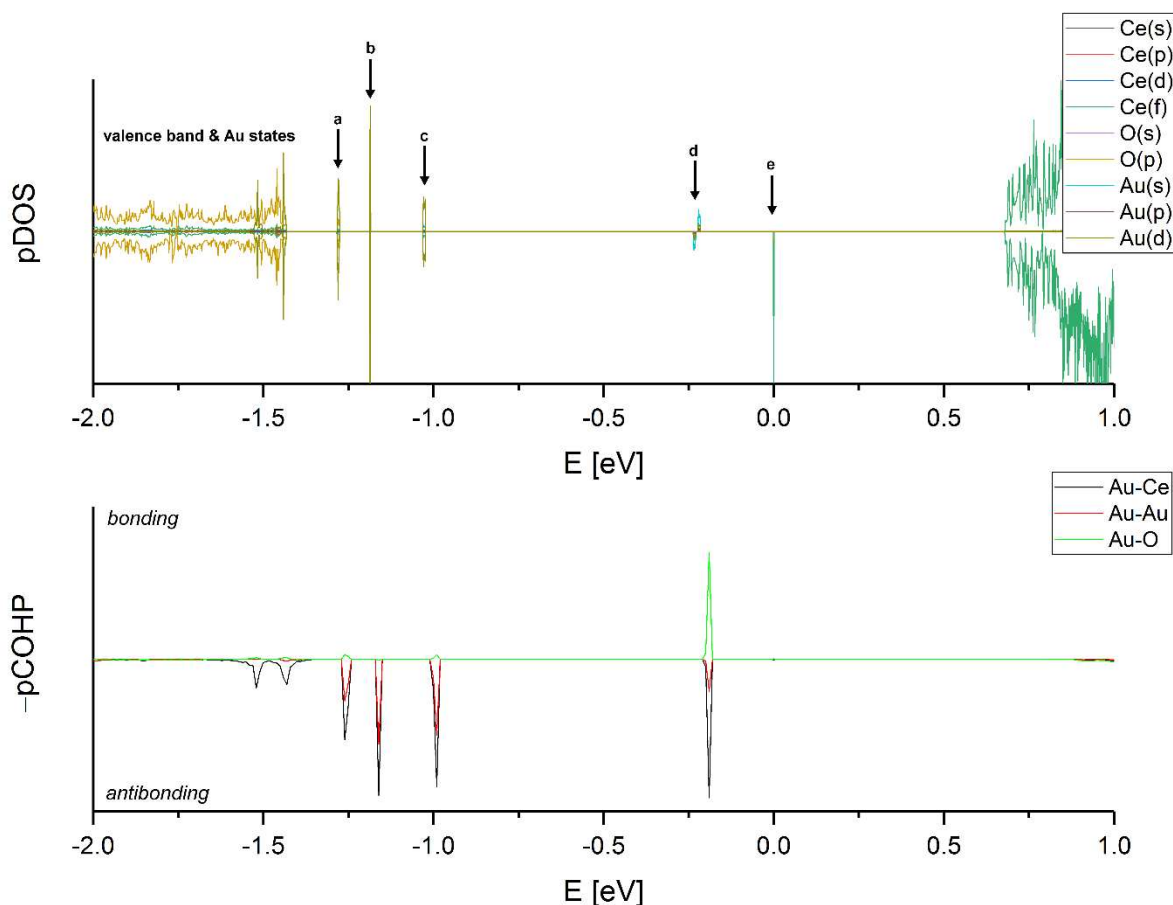 Ce(s)
Ce(p)
Ce(d)
Ce(f)
O(s)
O(p)
Au(s)
Au(p)
Au(d)
b
a
c
d
e
valence band & Au states
pDOS
-2.0 -1.5 -1.0 -0.5 0.0 0.5 1.0
E [eV]
Au-Ce
Au-Au
Au-O
bonding
−pCOHP
antibonding
-2.0 -1.5 -1.0 -0.5 0.0 0.5 1.0
E [eV]